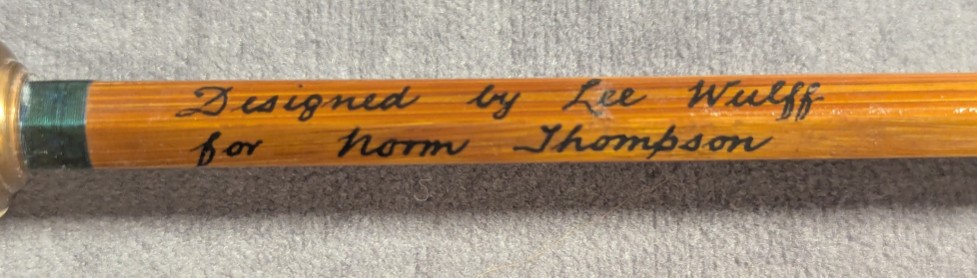 Designed by Lee Wulff
for Norm Thompson